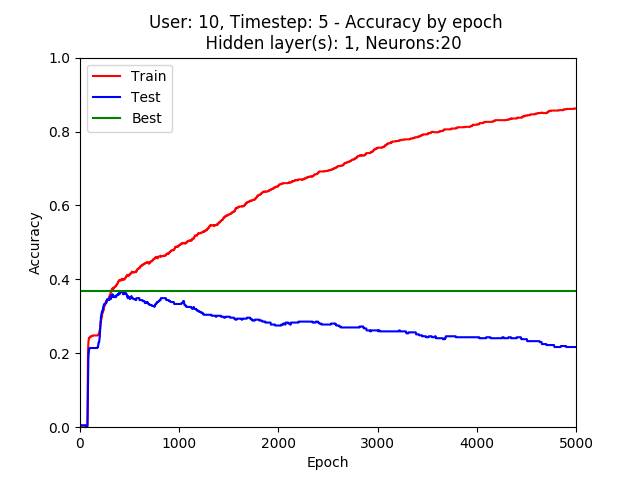 User: 10, Timestep: 5 - Accuracy by epoch
Hidden layer(s): 1, Neurons:20
Train
Test
Best
Accuracy
1.0
0.8
0.6
0.4
0.2
0.0
0 1000 2000 3000 4000 5000
Epoch